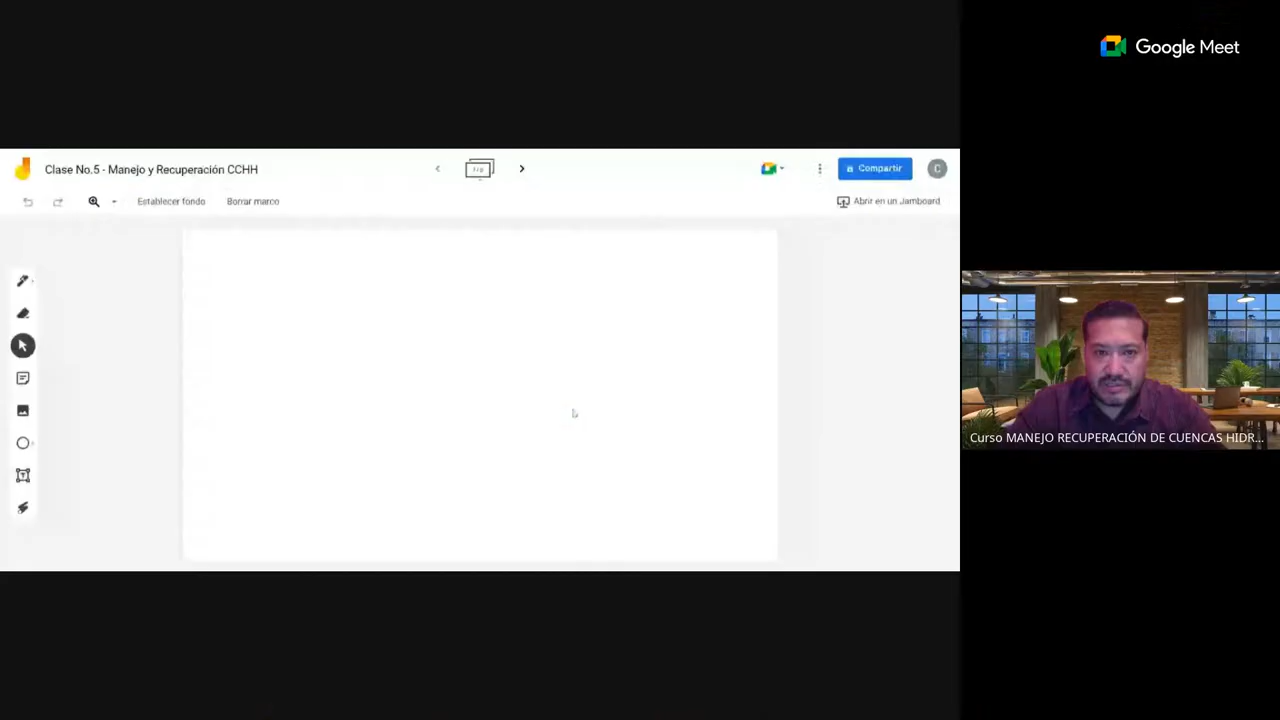 Google Meet
Clase No.5 - Manejo y Recuperación CCHH
Compartir
C
Establecer fondo
Borrar marco
Abrir en un Jamboard
Curso MANEJO RECUPERACIÓN DE CUENCAS HIDR...